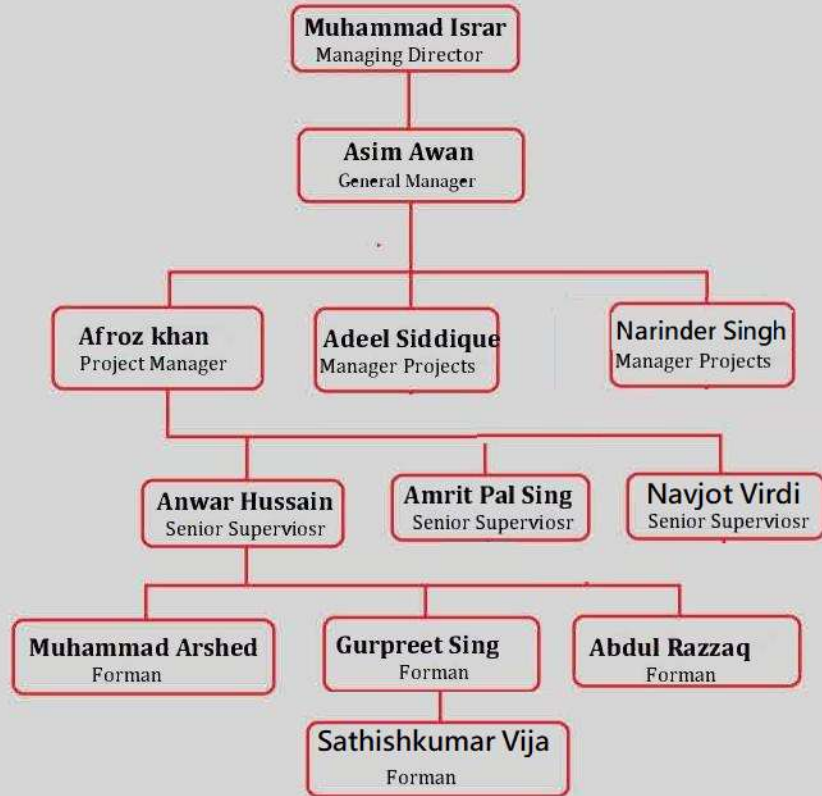 Muhammad Israr
Managing Director
Asim Awan
General Manager
Afroz khan
Project Manager
Adeel Siddique
Manager Projects
Narinder Singh
Manager Projects
Anwar Hussain
Senior Superviosr
Amrit Pal Sing
Senior Superviosr
Navjot Virdi
Senior Superviosr
Muhammad Arshed
Forman
Gurpreet Sing
Forman
Abdul Razzaq
Forman
Sathishkumar Vija
Forman